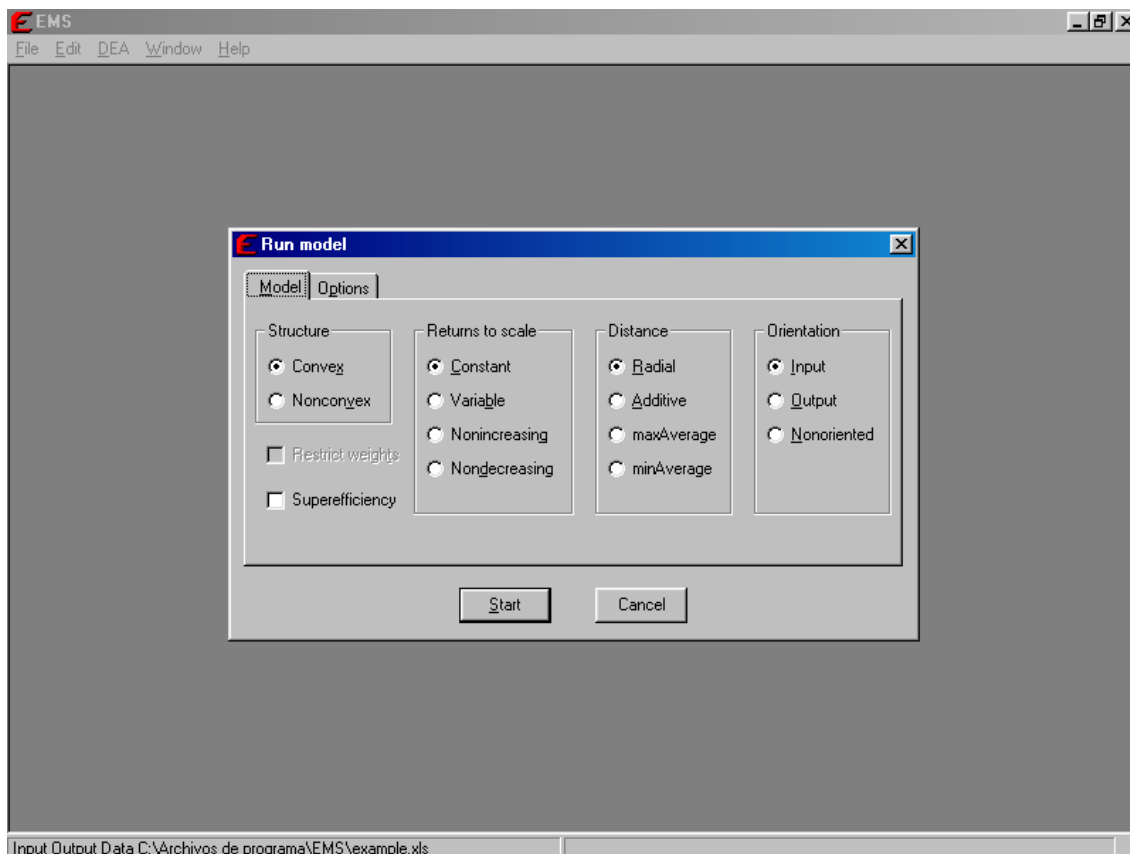 EMS
File Edit DEA Window Help
Run model
Model Options
Structure
Convex
Nonconvex
Restrict weights
Superefficiency
Returns to scale
Constant
Variable
Nonincreasing
Nondecreasing
Distance
Radial
Additive
maxAverage
minAverage
Orientation
Input
Output
Nonoriented
Start Cancel
Input Output Data C:\Archivos de programa\EMS\example.xls